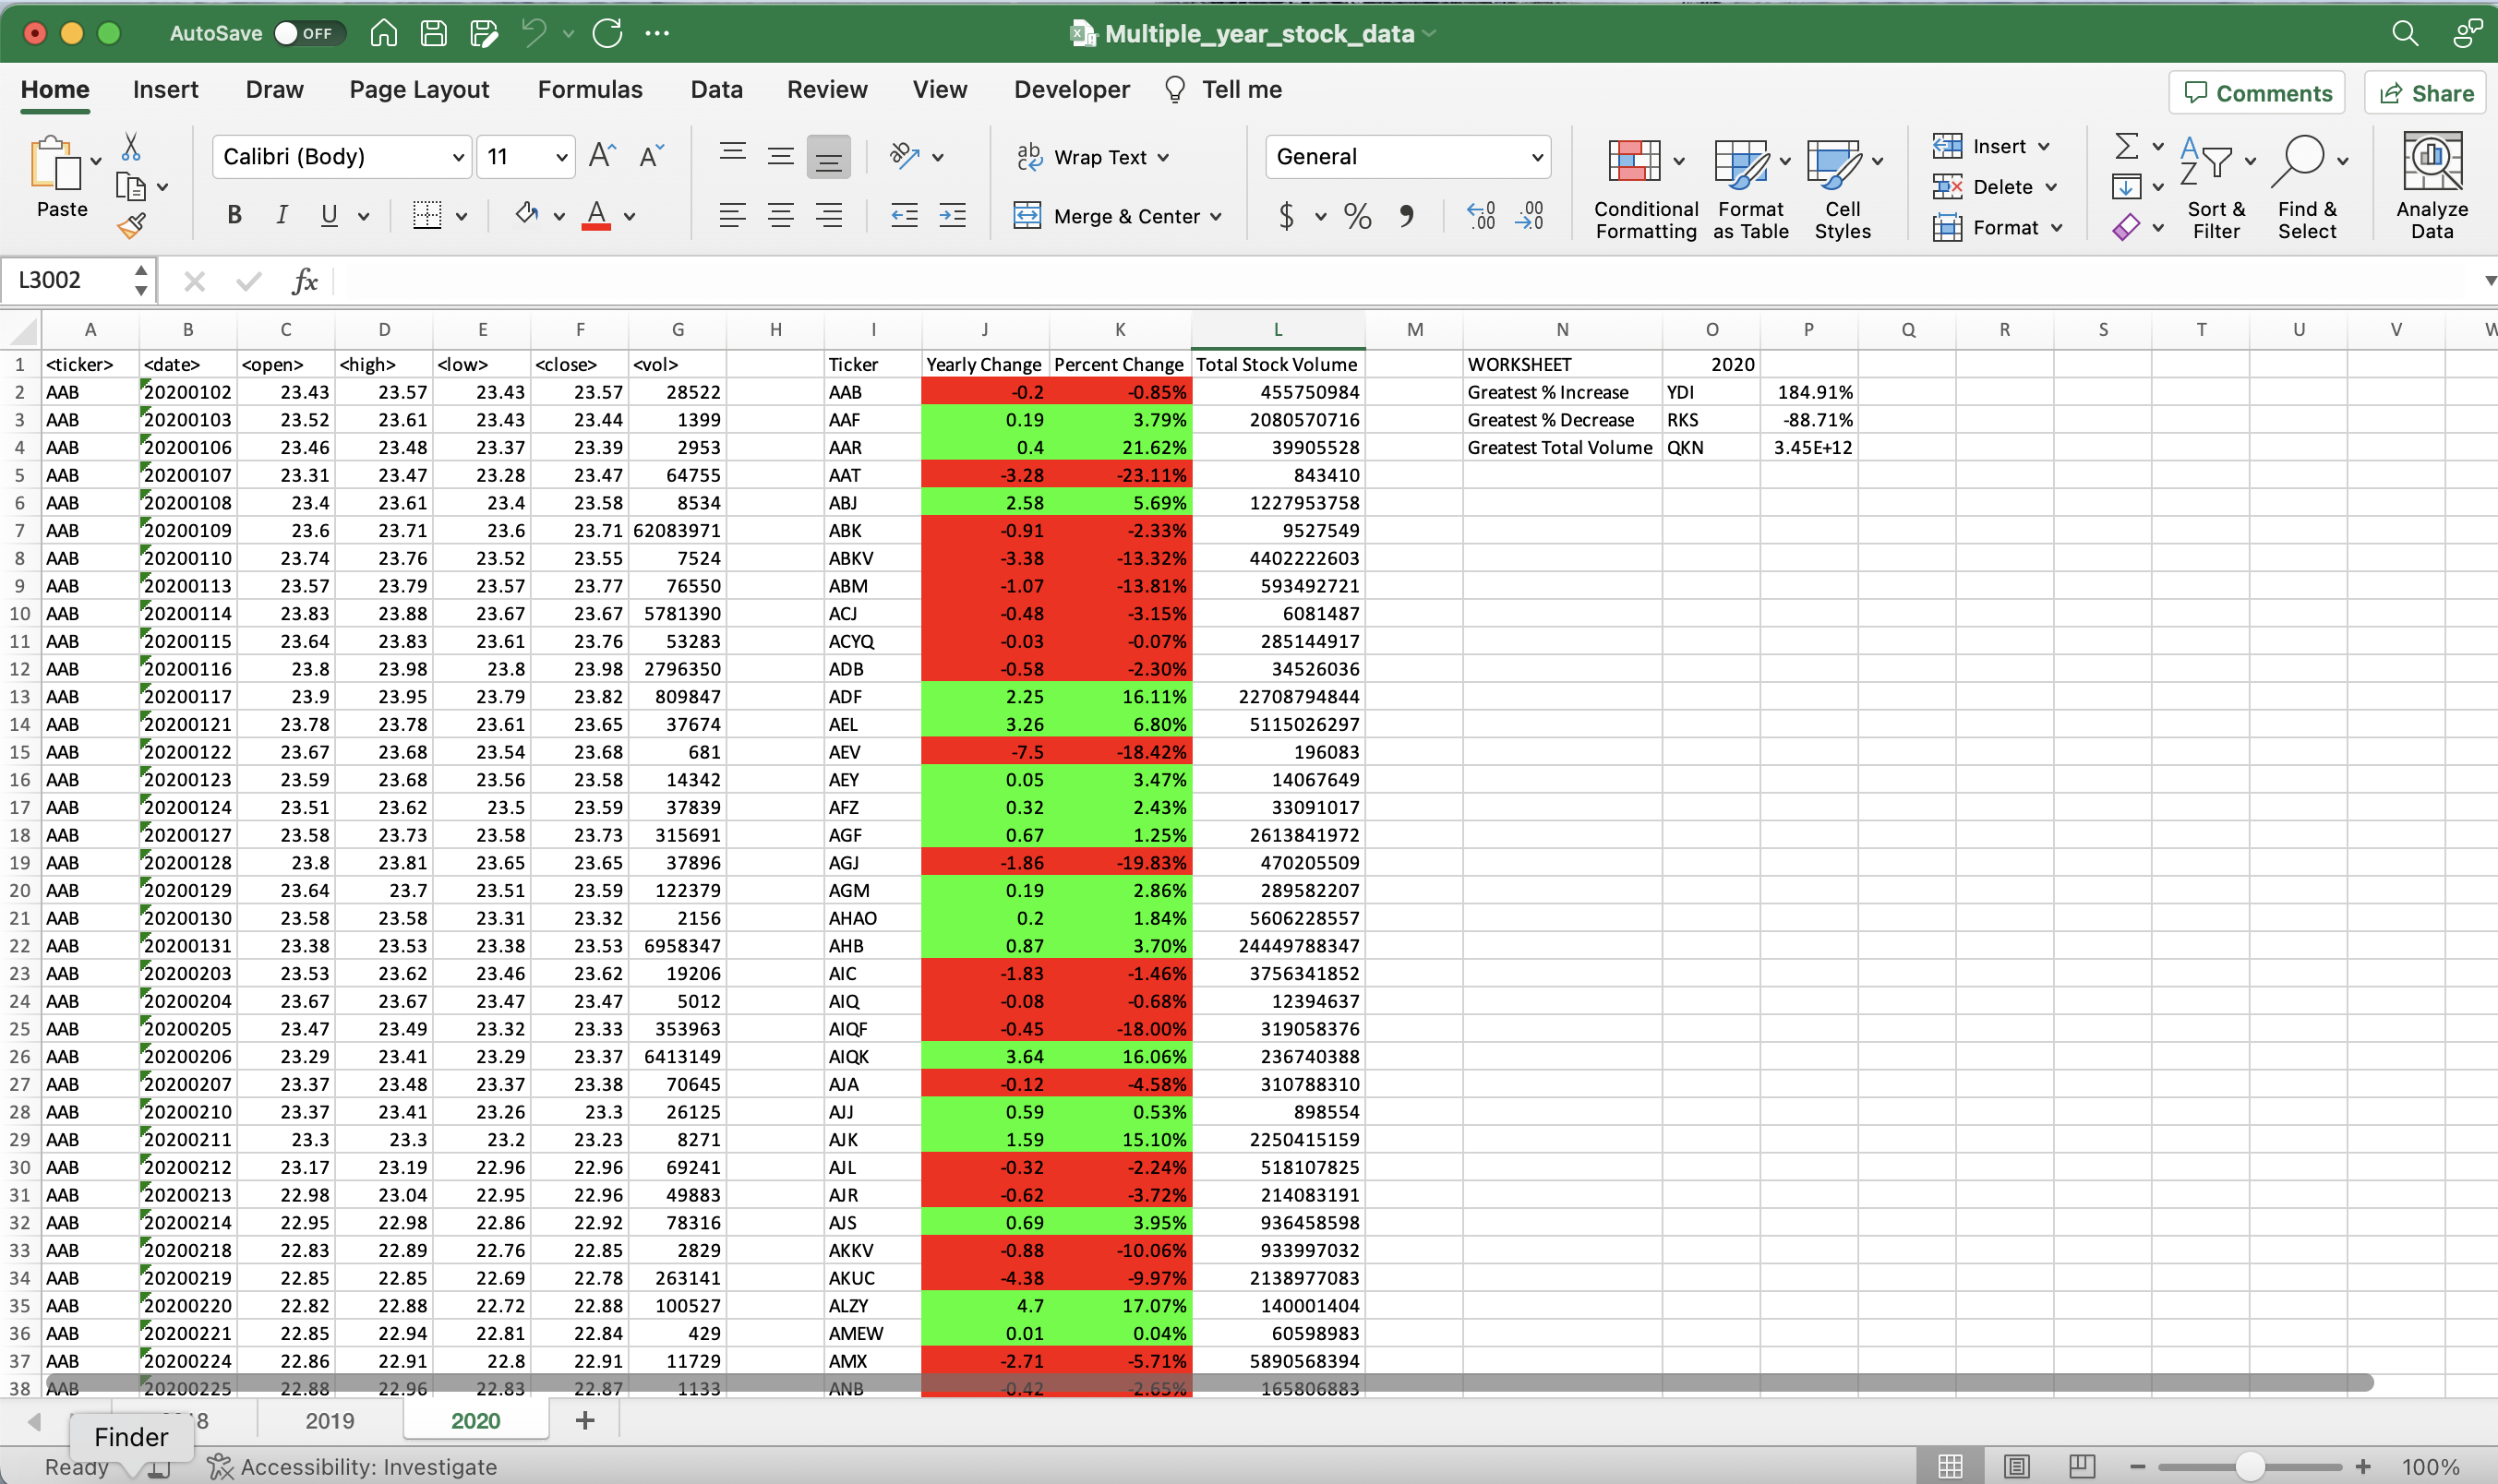 AutoSave OFF Multiple_year_stock_data
Home Insert Draw Page Layout Formulas Data Review View Developer Tell me Comments Share
Paste Calibri (Body) 11 Wrap Text General Conditional Formatting Format as Table Cell Styles Insert Sort & Filter Find & Select Analyze Data
B I U Merge & Center $ % Delete
Format
L3002 fx
A B C D E F G H I J K L M N O P Q R S T U V W
1 <ticker> <date> <open> <high> <low> <close> <vol> Ticker Yearly Change Percent Change Total Stock Volume WORKSHEET 2020
2 AAB 20200102 23.43 23.57 23.43 23.57 28522 AAB -0.2 -0.85% 455750984 Greatest % Increase YDI 184.91%
3 AAB 20200103 23.52 23.61 23.43 23.44 1399 AAF 0.19 3.79% 2080570716 Greatest % Decrease RKS -88.71%
4 AAB 20200106 23.46 23.48 23.37 23.39 2953 AAR 0.4 21.62% 39905528 Greatest Total Volume QKN 3.45E+12
5 AAB 20200107 23.31 23.47 23.28 23.47 64755 AAT -3.28 -23.11% 843410
6 AAB 20200108 23.4 23.61 23.4 23.58 8534 ABJ 2.58 5.69% 1227953758
7 AAB 20200109 23.6 23.71 23.6 23.71 62083971 ABK -0.91 -2.33% 9527549
8 AAB 20200110 23.74 23.76 23.52 23.55 7524 ABKV -3.38 -13.32% 4402222603
9 AAB 20200113 23.57 23.79 23.57 23.77 76550 ABM -1.07 -13.81% 593492721
10 AAB 20200114 23.83 23.88 23.67 23.67 5781390 ACJ -0.48 -3.15% 6081487
11 AAB 20200115 23.64 23.83 23.61 23.76 53283 ACYQ -0.03 -0.07% 285144917
12 AAB 20200116 23.8 23.98 23.8 23.98 2796350 ADB -0.58 -2.30% 34526036
13 AAB 20200117 23.9 23.95 23.79 23.82 809847 ADF 2.25 16.11% 22708794844
14 AAB 20200121 23.78 23.78 23.61 23.65 37674 AEL 3.26 6.80% 5115026297
15 AAB 20200122 23.67 23.68 23.54 23.68 681 AEV -7.5 -18.42% 196083
16 AAB 20200123 23.59 23.68 23.56 23.58 14342 AEY 0.05 3.47% 14067649
17 AAB 20200124 23.51 23.62 23.5 23.59 37839 AFZ 0.32 2.43% 33091017
18 AAB 20200127 23.58 23.73 23.58 23.73 315691 AGF 0.67 1.25% 2613841972
19 AAB 20200128 23.8 23.81 23.65 23.65 37896 AGJ -1.86 -19.83% 470205509
20 AAB 20200129 23.64 23.7 23.51 23.59 122379 AGM 0.19 2.86% 289582207
21 AAB 20200130 23.58 23.58 23.31 23.32 2156 AHAO 0.2 1.84% 5606228557
22 AAB 20200131 23.38 23.53 23.38 23.53 6958347 AHB 0.87 3.70% 24449788347
23 AAB 20200203 23.53 23.62 23.46 23.62 19206 AIC -1.83 -1.46% 3756341852
24 AAB 20200204 23.67 23.67 23.47 23.47 5012 AIQ -0.08 -0.68% 12394637
25 AAB 20200205 23.47 23.49 23.32 23.33 353963 AIQF -0.45 -18.00% 319058376
26 AAB 20200206 23.29 23.41 23.29 23.37 6413149 AIQK 3.64 16.06% 236740388
27 AAB 20200207 23.37 23.48 23.37 23.38 70645 AJA -0.12 -4.58% 310788310
28 AAB 20200210 23.37 23.41 23.26 23.3 26125 AJJ 0.59 0.53% 898554
29 AAB 20200211 23.3 23.3 23.2 23.23 8271 AJK 1.59 15.10% 2250415159
30 AAB 20200212 23.17 23.19 22.96 22.96 69241 AJL -0.32 -2.24% 518107825
31 AAB 20200213 22.98 23.04 22.95 22.96 49883 AJR -0.62 -3.72% 214083191
32 AAB 20200214 22.95 22.98 22.86 22.92 78316 AJS 0.69 3.95% 936458598
33 AAB 20200218 22.83 22.89 22.76 22.85 2829 AKKV -0.88 -10.06% 933997032
34 AAB 20200219 22.85 22.85 22.69 22.78 263141 AKUC -4.38 -9.97% 2138977083
35 AAB 20200220 22.82 22.88 22.72 22.88 100527 ALZY 4.7 17.07% 140001404
36 AAB 20200221 22.85 22.94 22.81 22.84 429 AMEW 0.01 0.04% 60598983
37 AAB 20200224 22.86 22.91 22.8 22.91 11729 AMX -2.71 -5.71% 5890568394
38 AAB 20200225 22.88 22.96 22.83 22.87 1133 ANB -0.42 -2.65% 165806883
8 2019 2020 +
Finder
Ready Accessibility: Investigate 100%